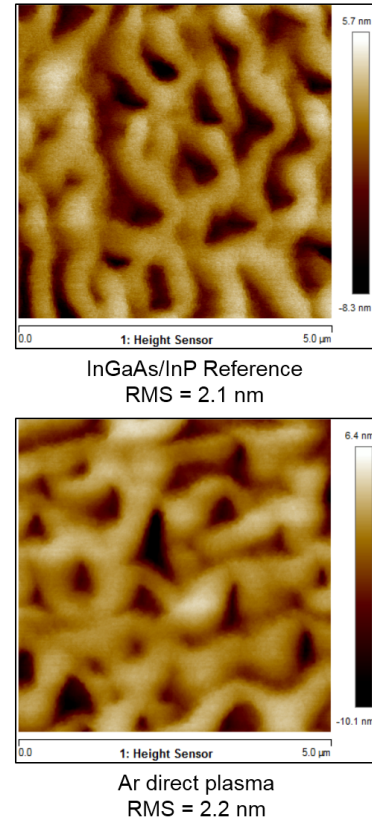 5.7 nm
-8.3 nm
0.0 1: Height Sensor 5.0 µm
InGaAs/InP Reference
RMS = 2.1 nm
6.4 nm
-10.1 nm
0.0 1: Height Sensor 5.0 µm
Ar direct plasma
RMS = 2.2 nm